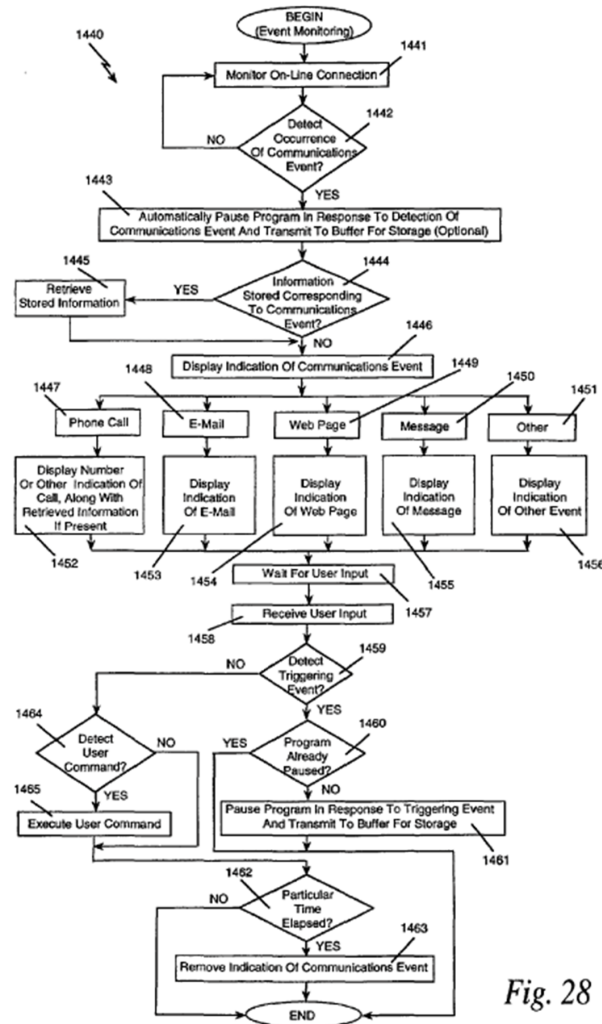 BEGIN
(Event Monitoring)
1440
1441
Monitor On-Line Connection
1442
Detect
Occurrence
Of Communications
Event?
NO
YES
1443
Automatically Pause Program In Response To Detection Of
Communications Event And Transmit To Buffer For Storage (Optional)
1445
1444
Retrieve
Stored Information
YES
Information
Stored Corresponding
To Communications
Event?
NO
1446
Display Indication Of Communications Event
1447
1448
1449
1450
1451
Phone Call
E-Mail
Web Page
Message
Other
Display Number
Or Other Indication Of
Call, Along With
Retrieved Information
If Present
Display
Indication
Of E-Mail
Display
Indication
Of Web Page
Display
Indication
Of Message
Display
Indication
Of Other Event
1452
1453
1454
1455
1456
Wait For User Input
1457
Receive User Input
1458
1459
Detect
Triggering
Event?
NO
YES
1464
1460
Detect
User
Command?
NO
YES
YES
Program
Already
Paused?
NO
1465
Execute User Command
Pause Program In Response To Triggering Event
And Transmit To Buffer For Storage
1461
1462
Particular
Time
Elapsed?
NO
YES
1463
Remove Indication Of Communications Event
END
Fig. 28